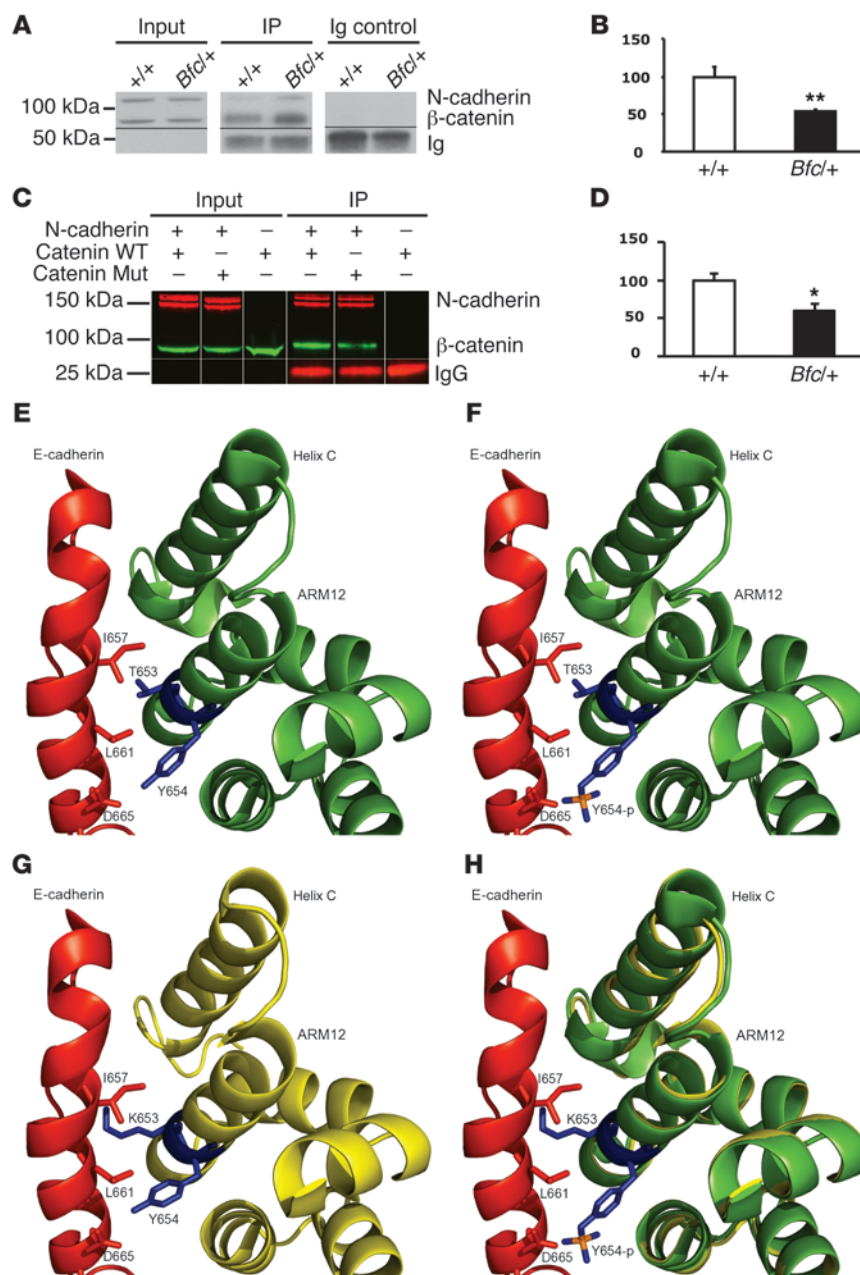 A
Input IP Ig control
+/+ Bfc/+ +/+ Bfc/+ +/+ Bfc/+
100 kDa
50 kDa
N-cadherin
β-catenin
Ig
B
150
100
50
0
**
+/+ Bfc/+
C
Input IP
N-cadherin + + – + + –
Catenin WT + – + + – +
Catenin Mut – + – – + –
150 kDa
100 kDa
25 kDa
N-cadherin
β-catenin
IgG
D
150
100
50
0
*
+/+ Bfc/+
E
E-cadherin
Helix C
ARM12
I657
T653
L661
Y654
D665
F
E-cadherin
Helix C
ARM12
I657
T653
L661
D665
Y654-p
G
E-cadherin
Helix C
ARM12
I657
K653
L661
Y654
D665
H
E-cadherin
Helix C
ARM12
I657
K653
L661
D665
Y654-p